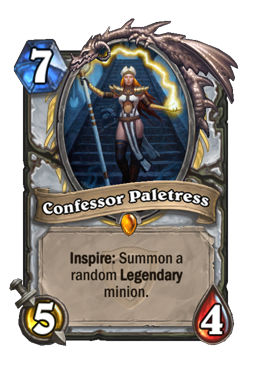 7
Confessor Paletress
Inspire: Summon a
random Legendary
minion.
5
4